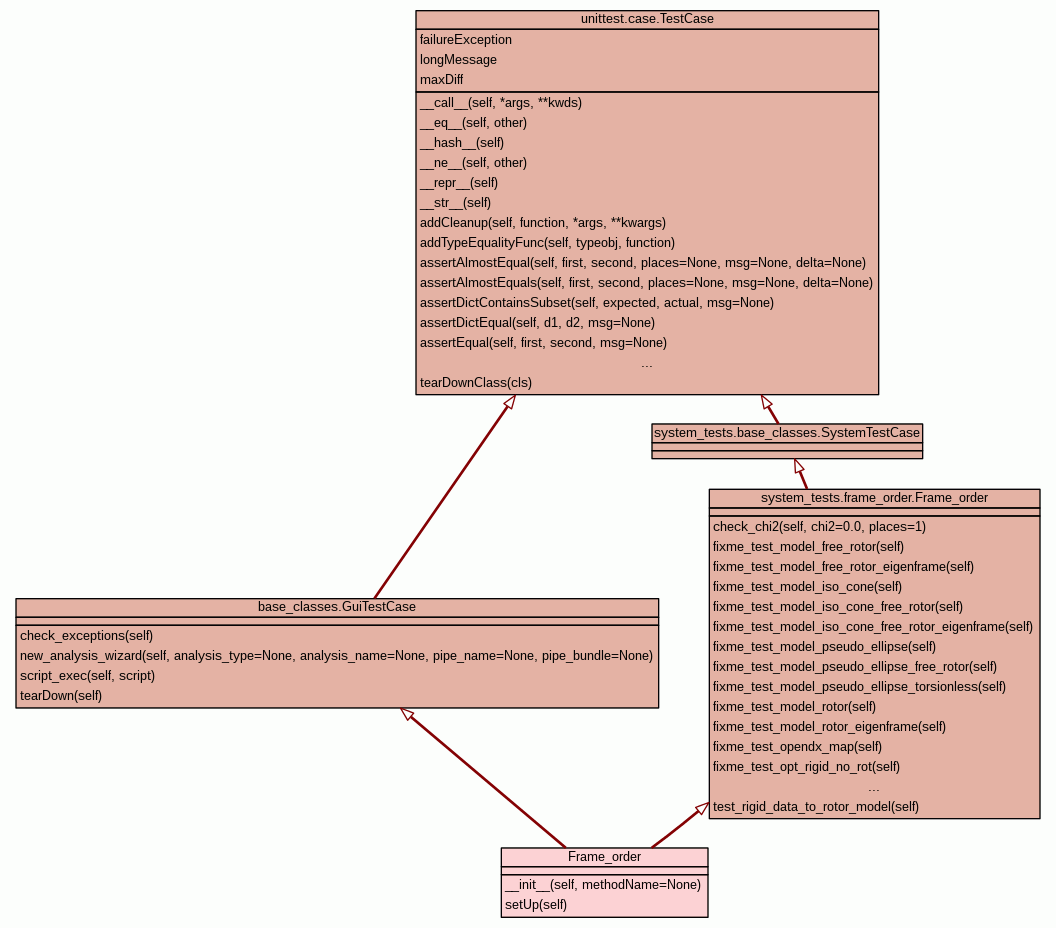 unittest.case.TestCase
failureException
longMessage
maxDiff
__call__(self, *args, **kwds)
__eq__(self, other)
__hash__(self)
__ne__(self, other)
__repr__(self)
__str__(self)
addCleanup(self, function, *args, **kwargs)
addTypeEqualityFunc(self, typeobj, function)
assertAlmostEqual(self, first, second, places=None, msg=None, delta=None)
assertAlmostEquals(self, first, second, places=None, msg=None, delta=None)
assertDictContainsSubset(self, expected, actual, msg=None)
assertDictEqual(self, d1, d2, msg=None)
assertEqual(self, first, second, msg=None)
...
tearDownClass(cls)
system_tests.base_classes.SystemTestCase
system_tests.frame_order.Frame_order
check_chi2(self, chi2=0.0, places=1)
fixme_test_model_free_rotor(self)
fixme_test_model_free_rotor_eigenframe(self)
fixme_test_model_iso_cone(self)
fixme_test_model_iso_cone_free_rotor(self)
fixme_test_model_iso_cone_free_rotor_eigenframe(self)
fixme_test_model_pseudo_ellipse(self)
fixme_test_model_pseudo_ellipse_free_rotor(self)
fixme_test_model_pseudo_ellipse_torsionless(self)
fixme_test_model_rotor(self)
fixme_test_model_rotor_eigenframe(self)
fixme_test_opendx_map(self)
fixme_test_opt_rigid_no_rot(self)
...
test_rigid_data_to_rotor_model(self)
base_classes.GuiTestCase
check_exceptions(self)
new_analysis_wizard(self, analysis_type=None, analysis_name=None, pipe_name=None, pipe_bundle=None)
script_exec(self, script)
tearDown(self)
Frame_order
__init__(self, methodName=None)
setUp(self)